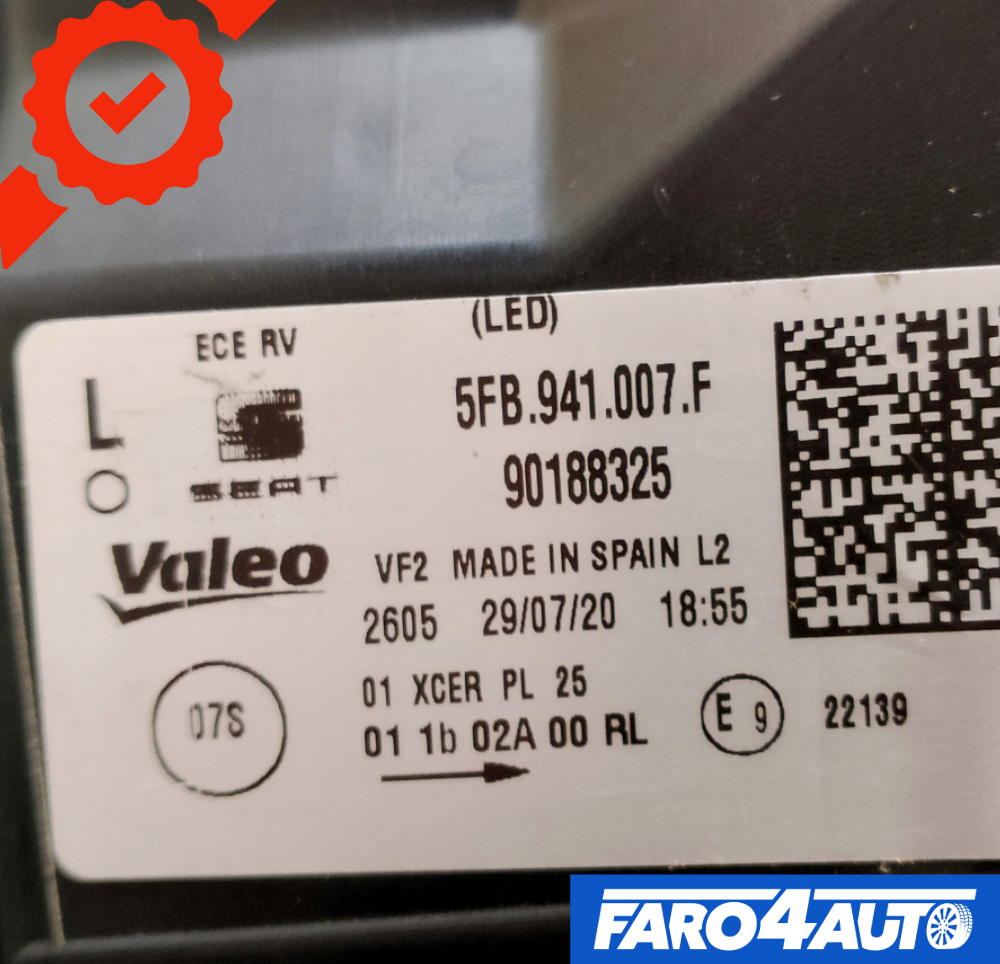 (LED)
ECE RV
L
5FB.941.007.F
SEAT
90188325
O
Valeo
VF2 MADE IN SPAIN L2
2605 29/07/20 18:55
07S
01 XCER PL 25
01 1b 02A 00 RL
E 9 22139
FARO4AUTO